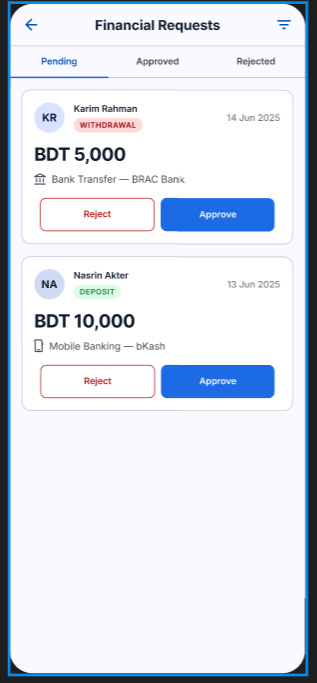 Financial Requests
Pending Approved Rejected
KR Karim Rahman
WITHDRAWAL 14 Jun 2025
BDT 5,000
Bank Transfer — BRAC Bank
Reject Approve
NA Nasrin Akter
DEPOSIT 13 Jun 2025
BDT 10,000
Mobile Banking — bKash
Reject Approve